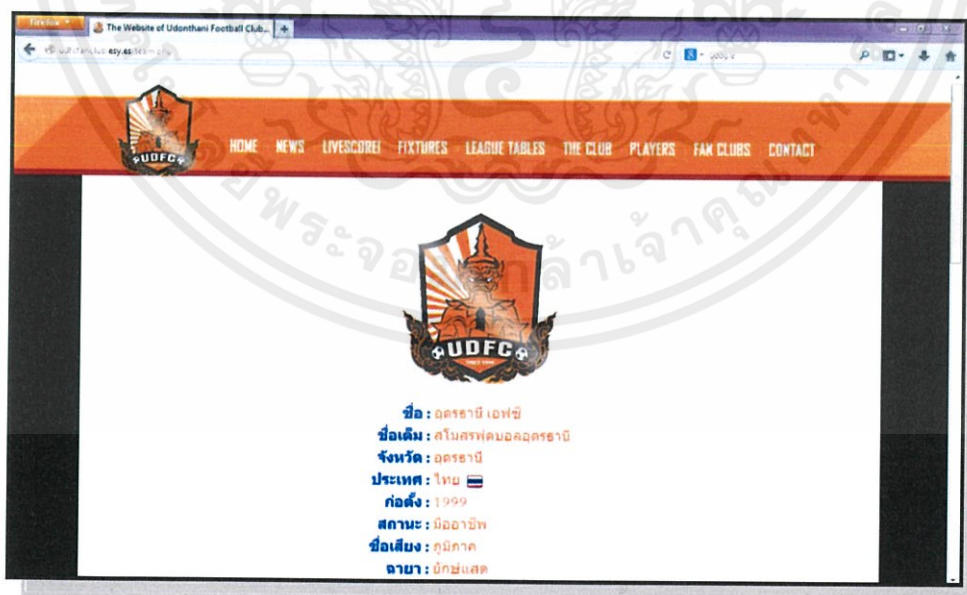 Firefox
The Website of Udonthani Football Club...
UDFC
HOME NEWS LIVESCORE! FIXTURES LEAGUE TABLES THE CLUB PLAYERS FAN CLUBS CONTACT
UDFC
ชื่อ : อุดรธานี เอฟซี
ชื่อเต็ม : สโมสรฟุตบอลอุดรธานี
จังหวัด : อุดรธานี
ประเทศ : ไทย
ก่อตั้ง : 1999
สถานะ : มืออาชีพ
ชื่อเสียง : ภูมิภาค
ฉายา : ยักษ์แสด